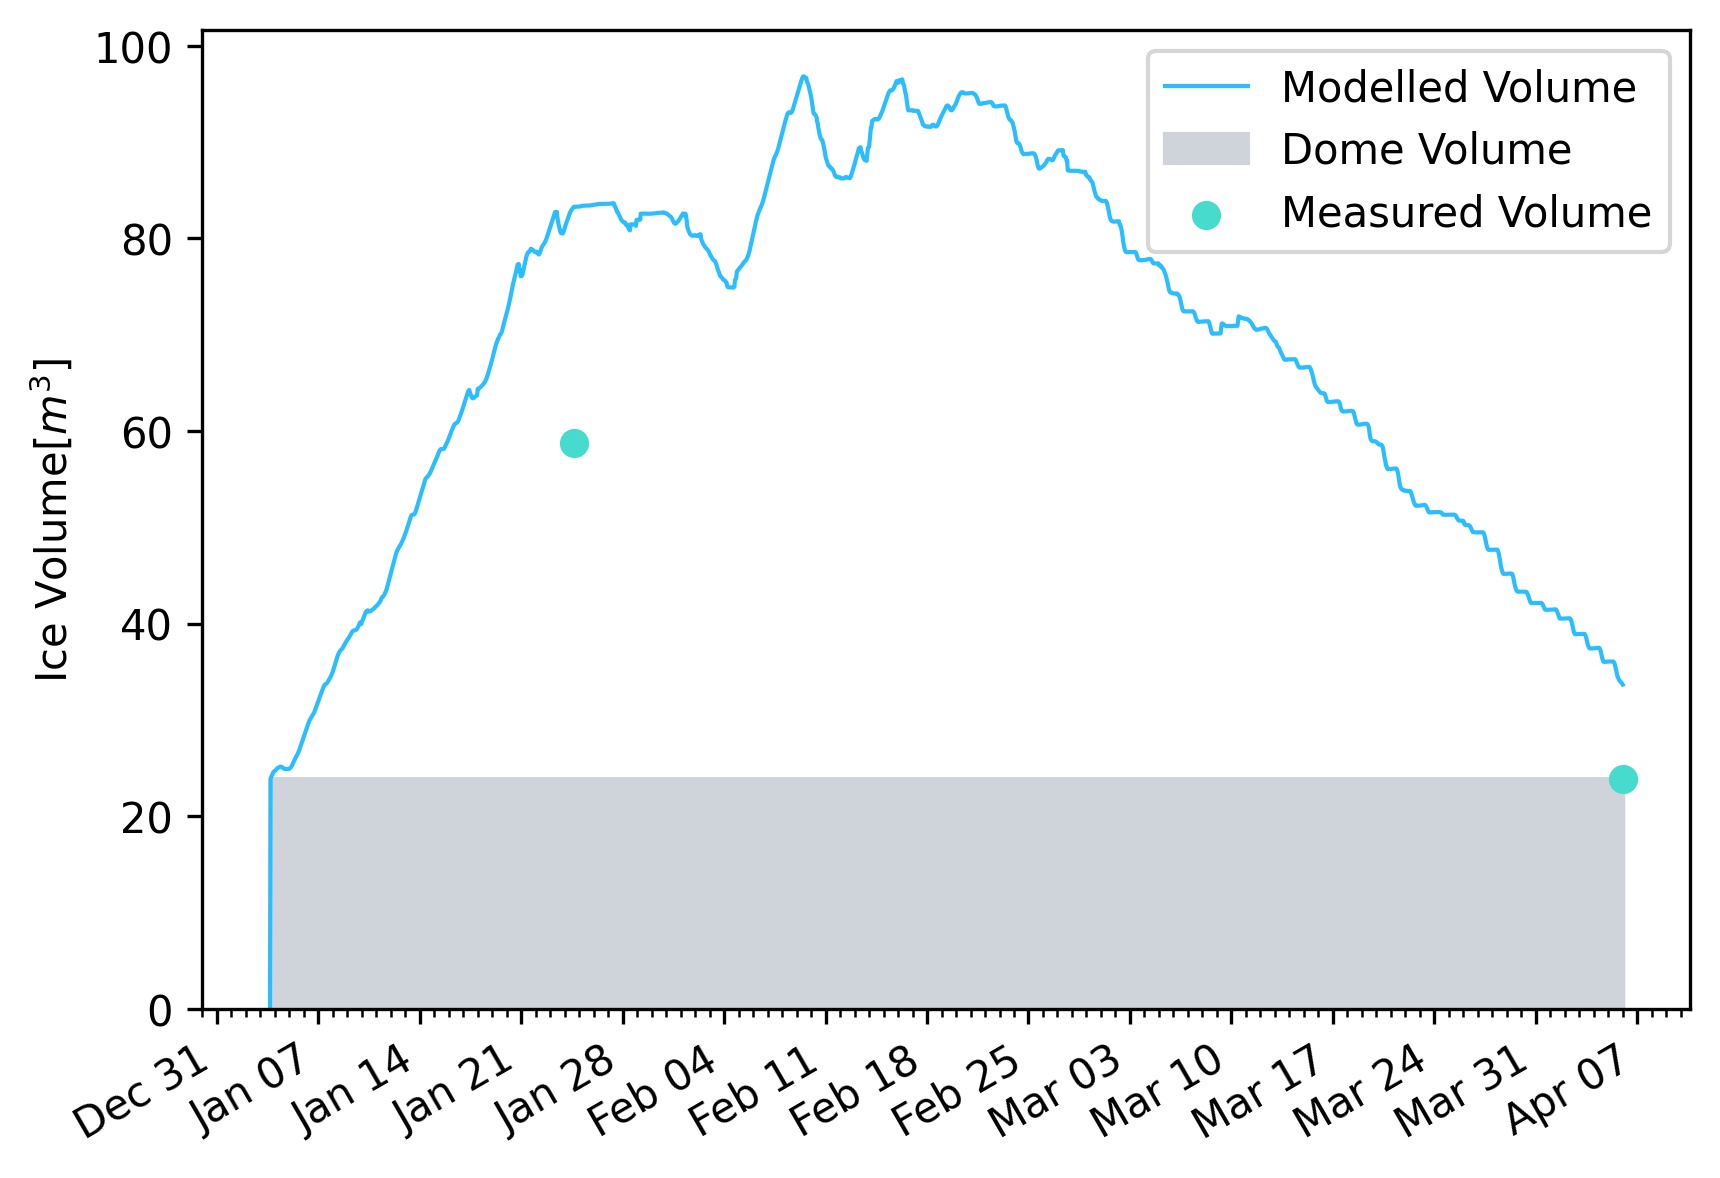 100
80
60
40
20
0
Ice Volume[m³]
Modelled Volume
Dome Volume
Measured Volume
Dec 31
Jan 07
Jan 14
Jan 21
Jan 28
Feb 04
Feb 11
Feb 18
Feb 25
Mar 03
Mar 10
Mar 17
Mar 24
Mar 31
Apr 07